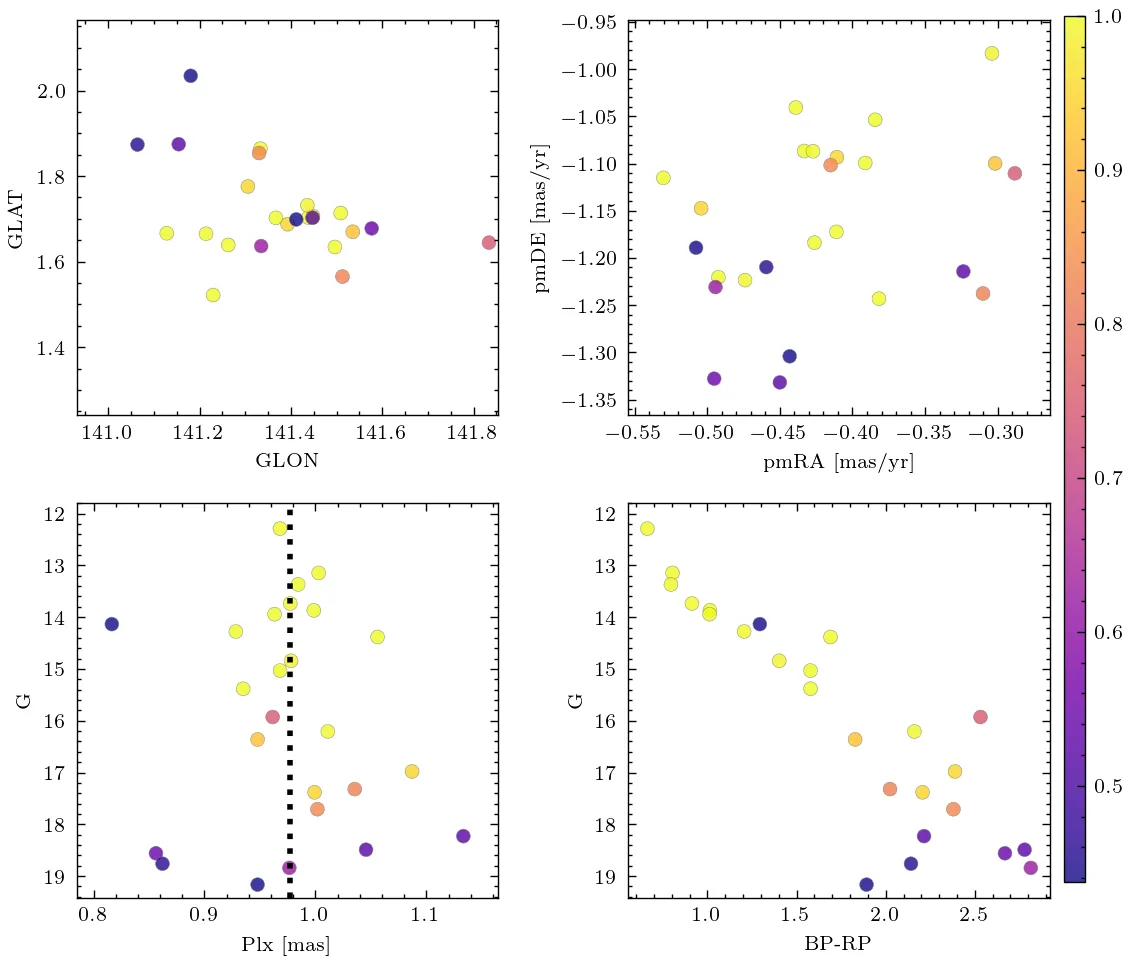 2.0
1.8
1.6
1.4
GLAT
141.0 141.2 141.4 141.6 141.8
GLON
−0.95
−1.00
−1.05
−1.10
−1.15
−1.20
−1.25
−1.30
−1.35
pmDE [mas/yr]
−0.55 −0.50 −0.45 −0.40 −0.35 −0.30
pmRA [mas/yr]
1.0
0.9
0.8
0.7
0.6
0.5
12
13
14
15
16
17
18
19
G
0.8 0.9 1.0 1.1
Plx [mas]
12
13
14
15
16
17
18
19
G
1.0 1.5 2.0 2.5
BP-RP